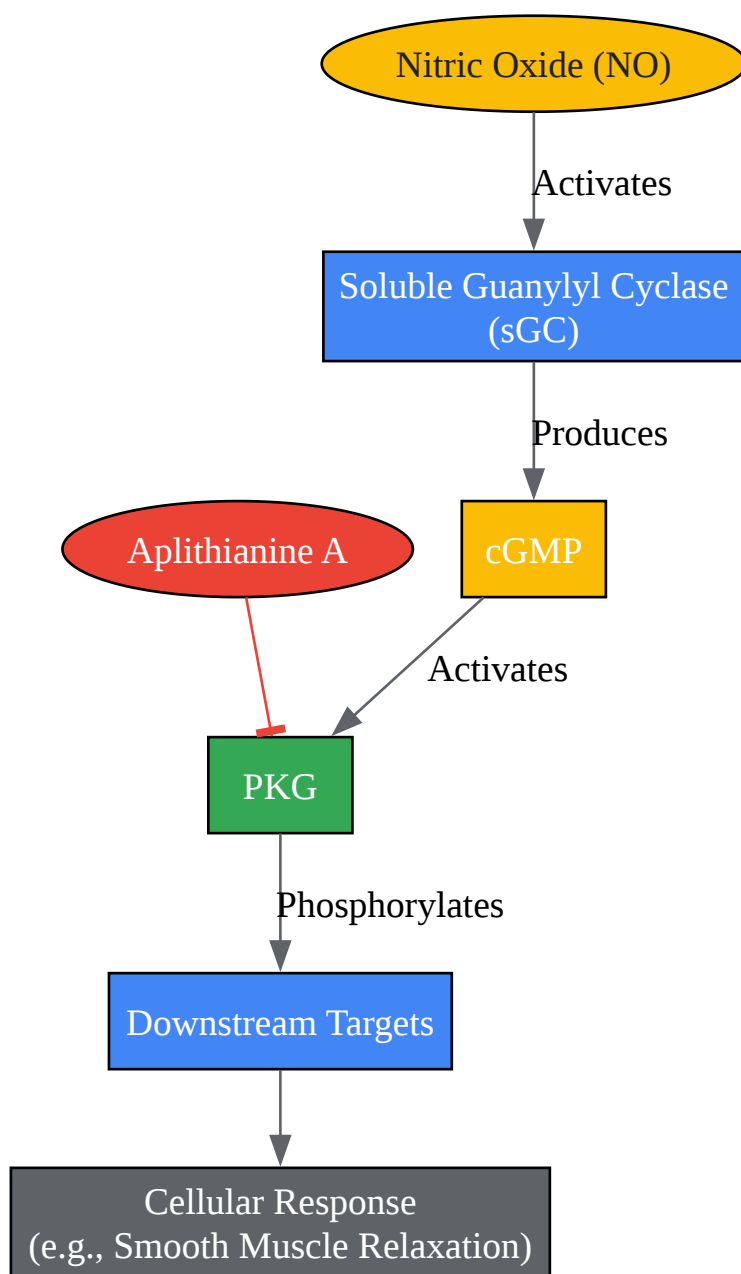 Nitric Oxide (NO)
Activates
Soluble Guanylyl Cyclase
(sGC)
Produces
Aplithianine A
cGMP
Activates
PKG
Phosphorylates
Downstream Targets
Cellular Response
(e.g., Smooth Muscle Relaxation)